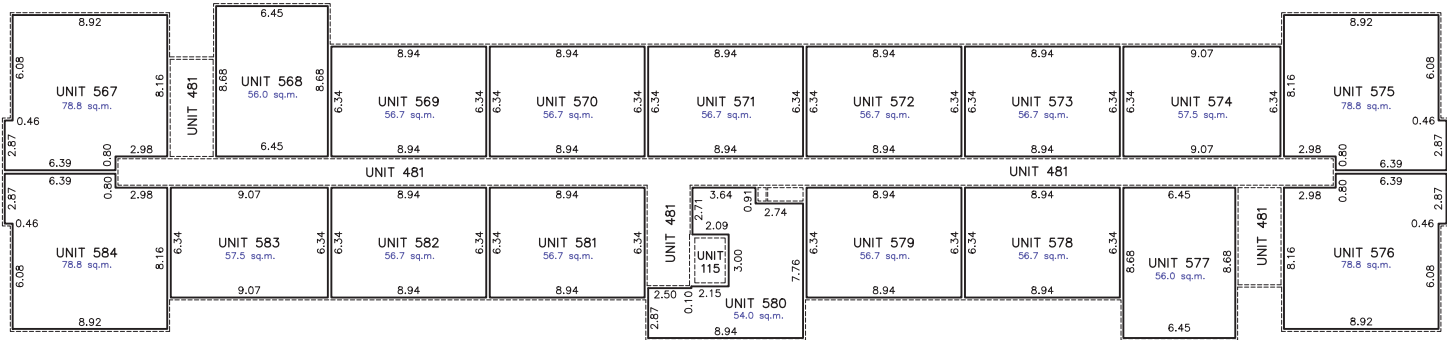 8.92
6.08
UNIT 567
78.8 sq.m.
8.16
0.46
2.87
6.39
0.80
2.98
UNIT 481
6.45
8.68
UNIT 568
56.0 sq.m.
8.68
6.45
8.94
6.34
UNIT 569
56.7 sq.m.
6.34
8.94
8.94
UNIT 570
56.7 sq.m.
6.34
8.94
8.94
6.34
UNIT 571
56.7 sq.m.
6.34
8.94
8.94
UNIT 572
56.7 sq.m.
6.34
8.94
8.94
UNIT 573
56.7 sq.m.
6.34
8.94
9.07
6.34
UNIT 574
57.5 sq.m.
6.34
9.07
8.92
8.16
UNIT 575
78.8 sq.m.
6.08
0.46
2.87
2.98
0.80
6.39
UNIT 481
UNIT 481
6.39
0.80
2.98
2.87
0.46
UNIT 584
78.8 sq.m.
8.16
6.08
8.92
9.07
6.34
UNIT 583
57.5 sq.m.
6.34
9.07
8.94
6.34
UNIT 582
56.7 sq.m.
6.34
8.94
8.94
6.34
UNIT 581
56.7 sq.m.
6.34
8.94
UNIT 481
3.64
0.91
2.74
2.71
2.09
UNIT
115
3.00
7.76
2.50
0.10
2.15
UNIT 580
54.0 sq.m.
2.87
8.94
8.94
6.34
UNIT 579
56.7 sq.m.
6.34
8.94
8.94
6.34
UNIT 578
56.7 sq.m.
6.34
8.94
6.45
8.68
UNIT 577
56.0 sq.m.
8.68
6.45
UNIT 481
2.98
0.80
6.39
2.87
0.46
8.16
UNIT 576
78.8 sq.m.
6.08
8.92